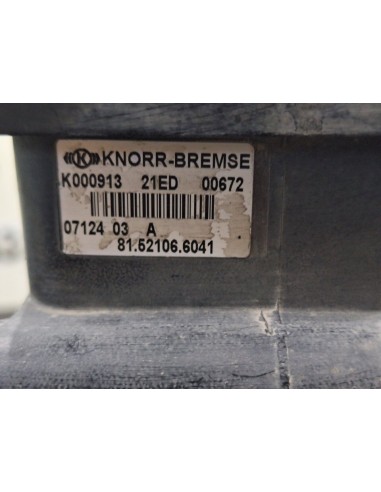 KNORR-BREMSE
K000913 21ED 00672
07124 03 A
81.52106.6041